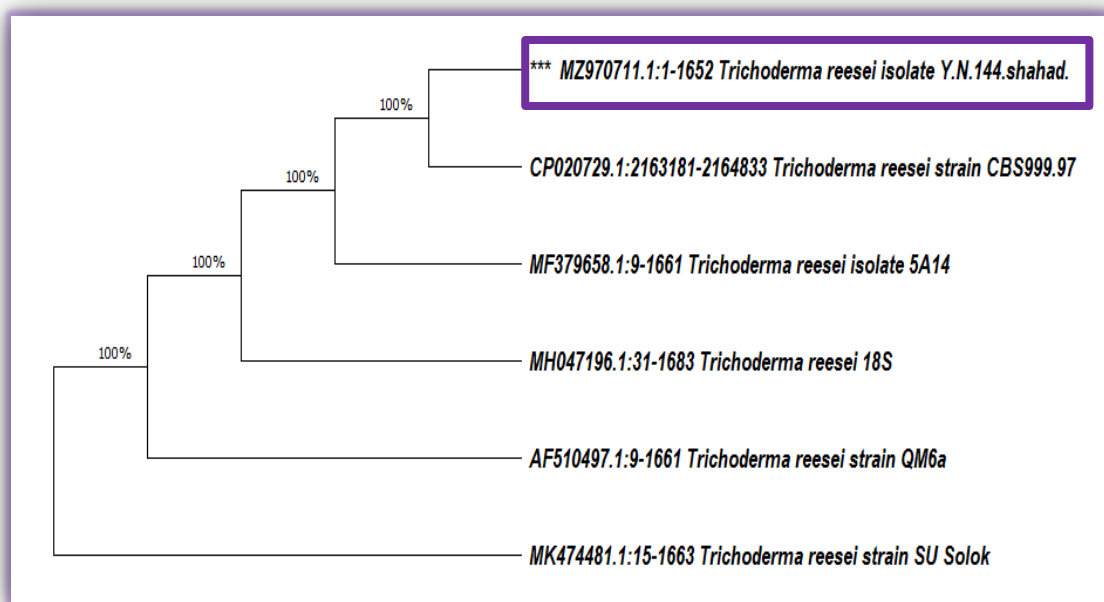 *** MZ970711.1:1-1652 Trichoderma reesei isolate Y.N.144.shahad.
100%
CP020729.1:2163181-2164833 Trichoderma reesei strain CBS999.97
100%
MF379658.1:9-1661 Trichoderma reesei isolate 5A14
100%
MH047196.1:31-1683 Trichoderma reesei 18S
100%
AF510497.1:9-1661 Trichoderma reesei strain QM6a
MK474481.1:15-1663 Trichoderma reesei strain SU Solok